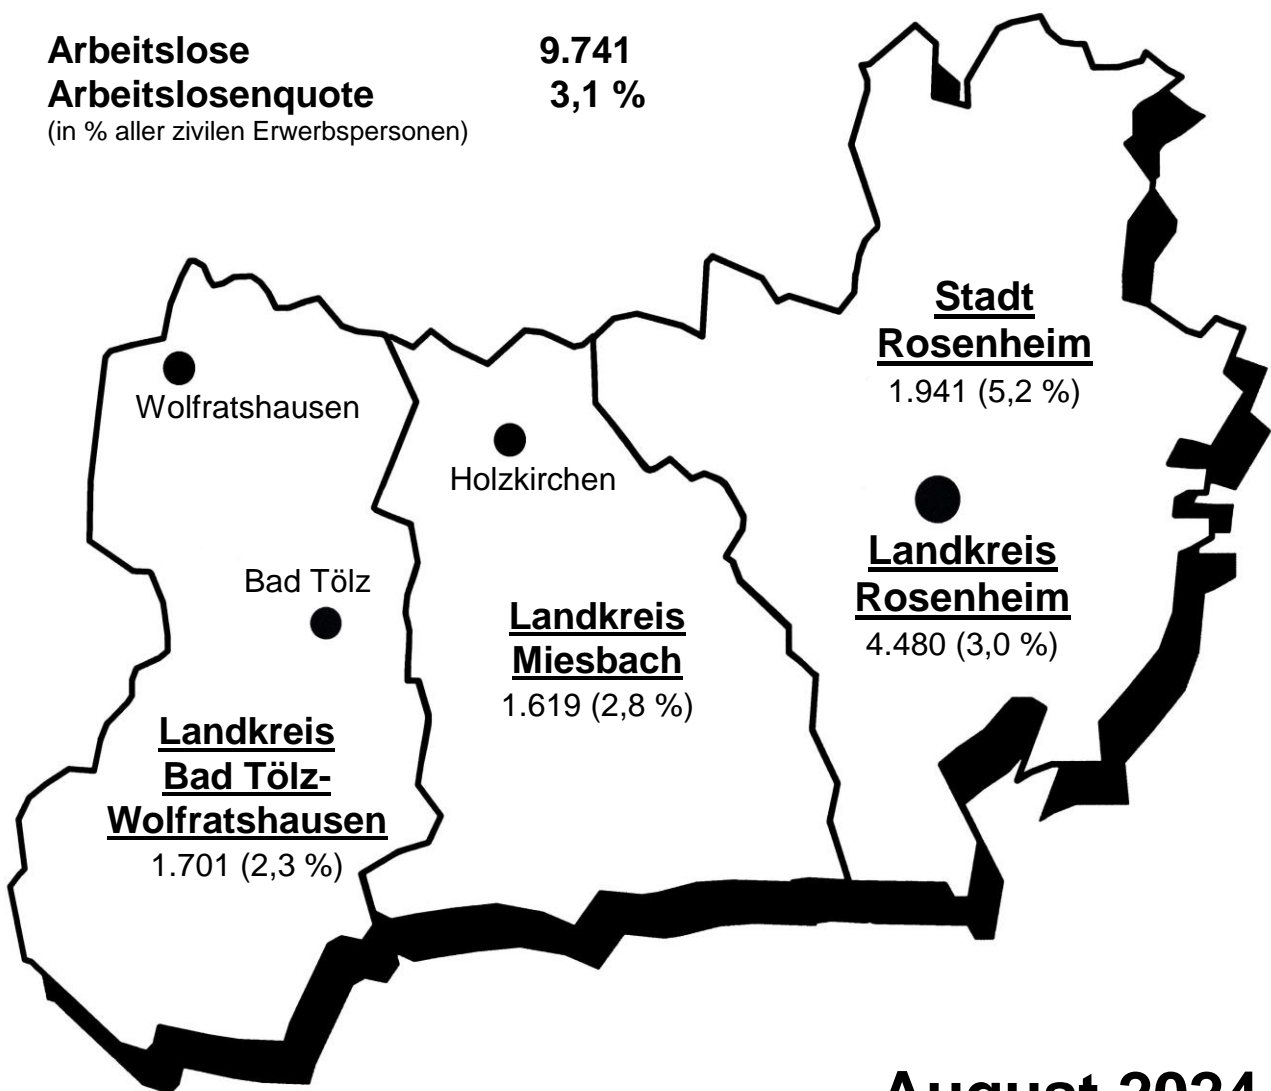 Arbeitslose 9.741
Arbeitslosenquote 3,1 %
(in % aller zivilen Erwerbspersonen)
Stadt
Rosenheim
1.941 (5,2 %)
Wolfratshausen
Holzkirchen
Landkreis
Rosenheim
4.480 (3,0 %)
Bad Tölz
Landkreis
Miesbach
1.619 (2,8 %)
Landkreis
Bad Tölz-
Wolfratshausen
1.701 (2,3 %)
August 2024